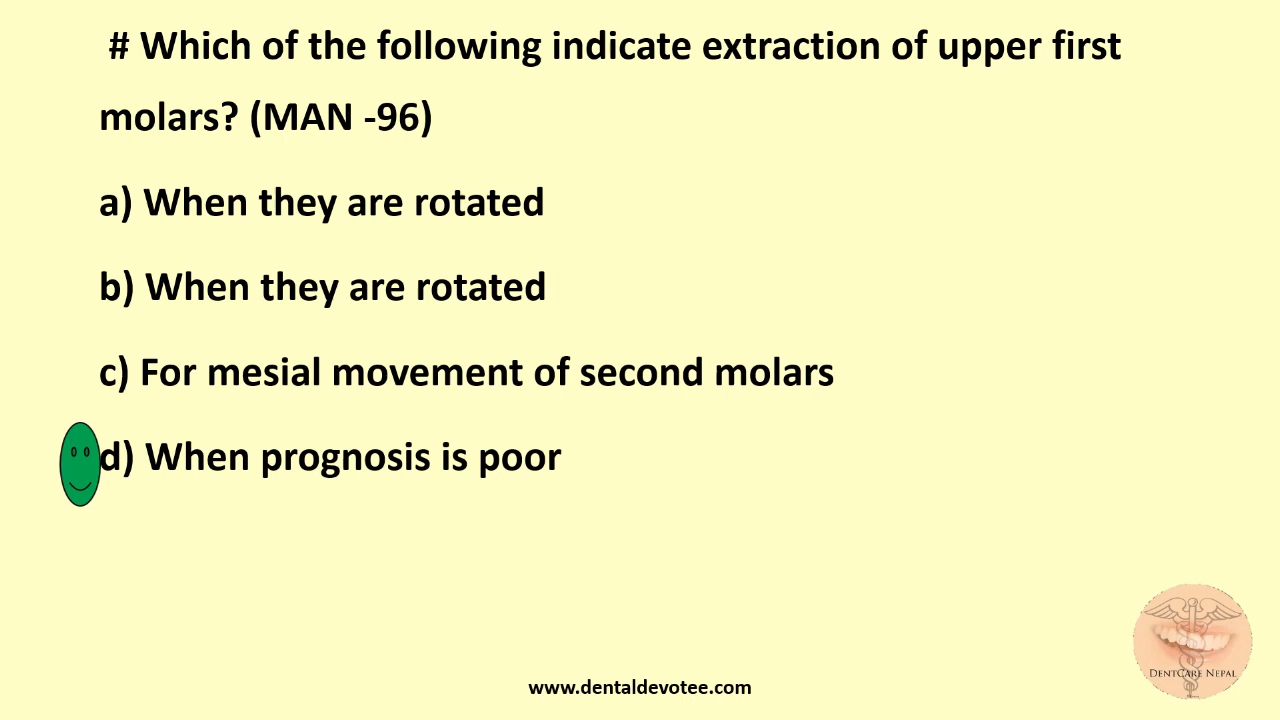 # Which of the following indicate extraction of upper first
molars? (MAN -96)
a) When they are rotated
b) When they are rotated
c) For mesial movement of second molars
d) When prognosis is poor
DentCare Nepal
www.dentaldevotee.com